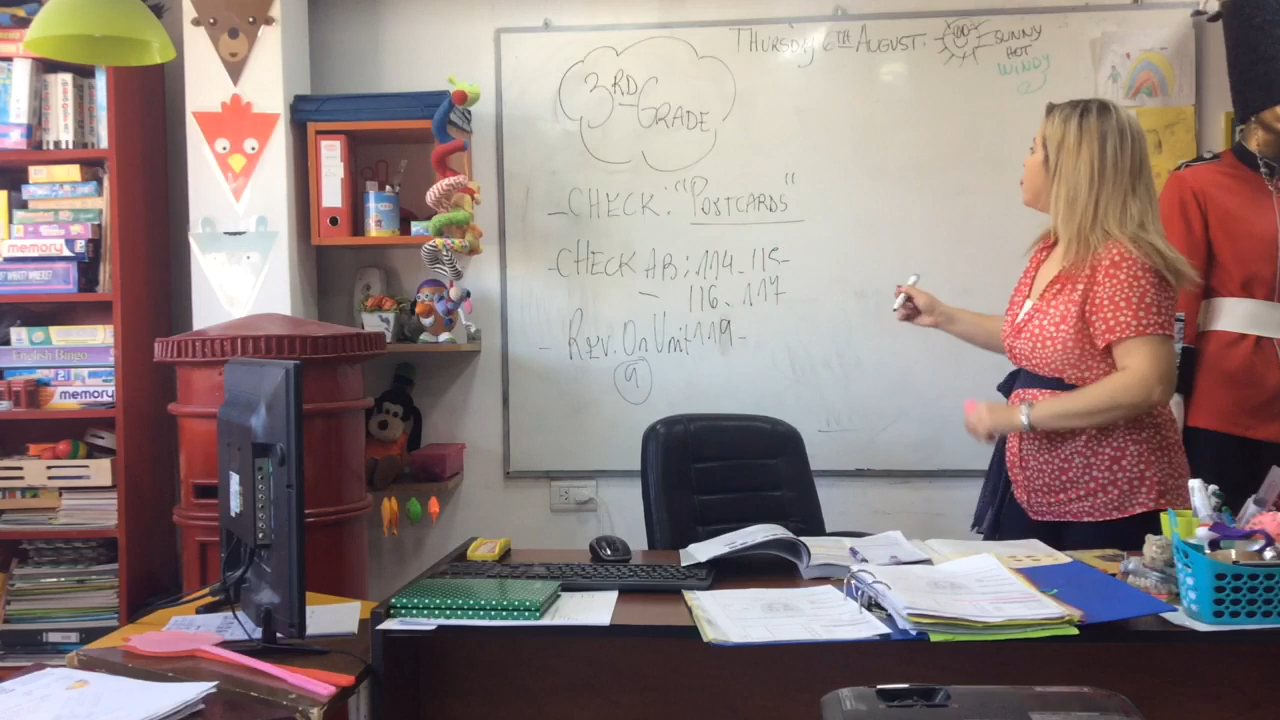 THURSDAY 6TH AUGUST.
SUNNY
HOT
WINDY
3RD GRADE
- CHECK: "POSTCARDS"
- CHECK AB: 114 - 115 -
- 116 - 117
- Rev. On Unit 119 -
9
memory
English Bingo
memory